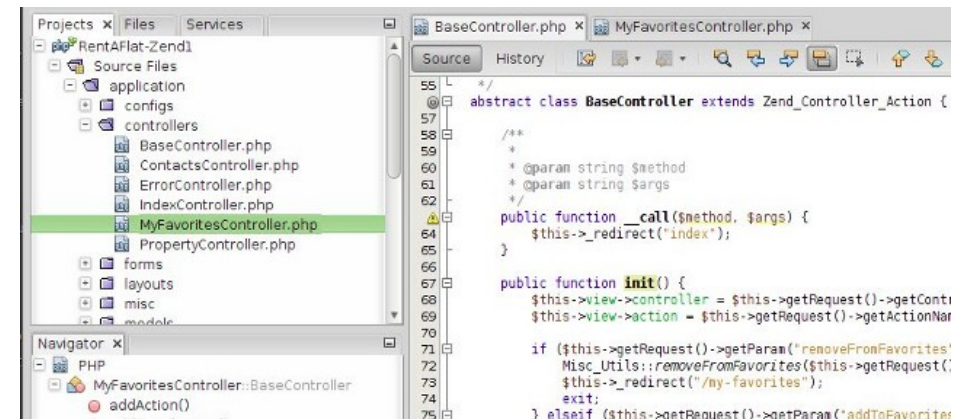 Projects x Files Services
RentAFlat-Zend1
Source Files
application
configs
controllers
BaseController.php
ContactsController.php
ErrorController.php
IndexController.php
MyFavoritesController.php
PropertyController.php
forms
layouts
misc
models
Navigator x
PHP
MyFavoritesController::BaseController
addAction()
BaseController.php x MyFavoritesController.php x
Source History
55 */
abstract class BaseController extends Zend_Controller_Action {
57
58 /**
59 *
60 * @param string $method
61 * @param string $args
62 */
public function __call($method, $args) {
64 $this->_redirect("index");
65 }
66
67 public function init() {
68 $this->view->controller = $this->getRequest()->getContr
69 $this->view->action = $this->getRequest()->getActionNam
70
71 if ($this->getRequest()->getParam("removeFromFavorites"
72 Misc_Utils::removeFromFavorites($this->getRequest()
73 $this->_redirect("/my-favorites");
74 exit;
75 } elseif ($this->getRequest()->getParam("addToFavorites